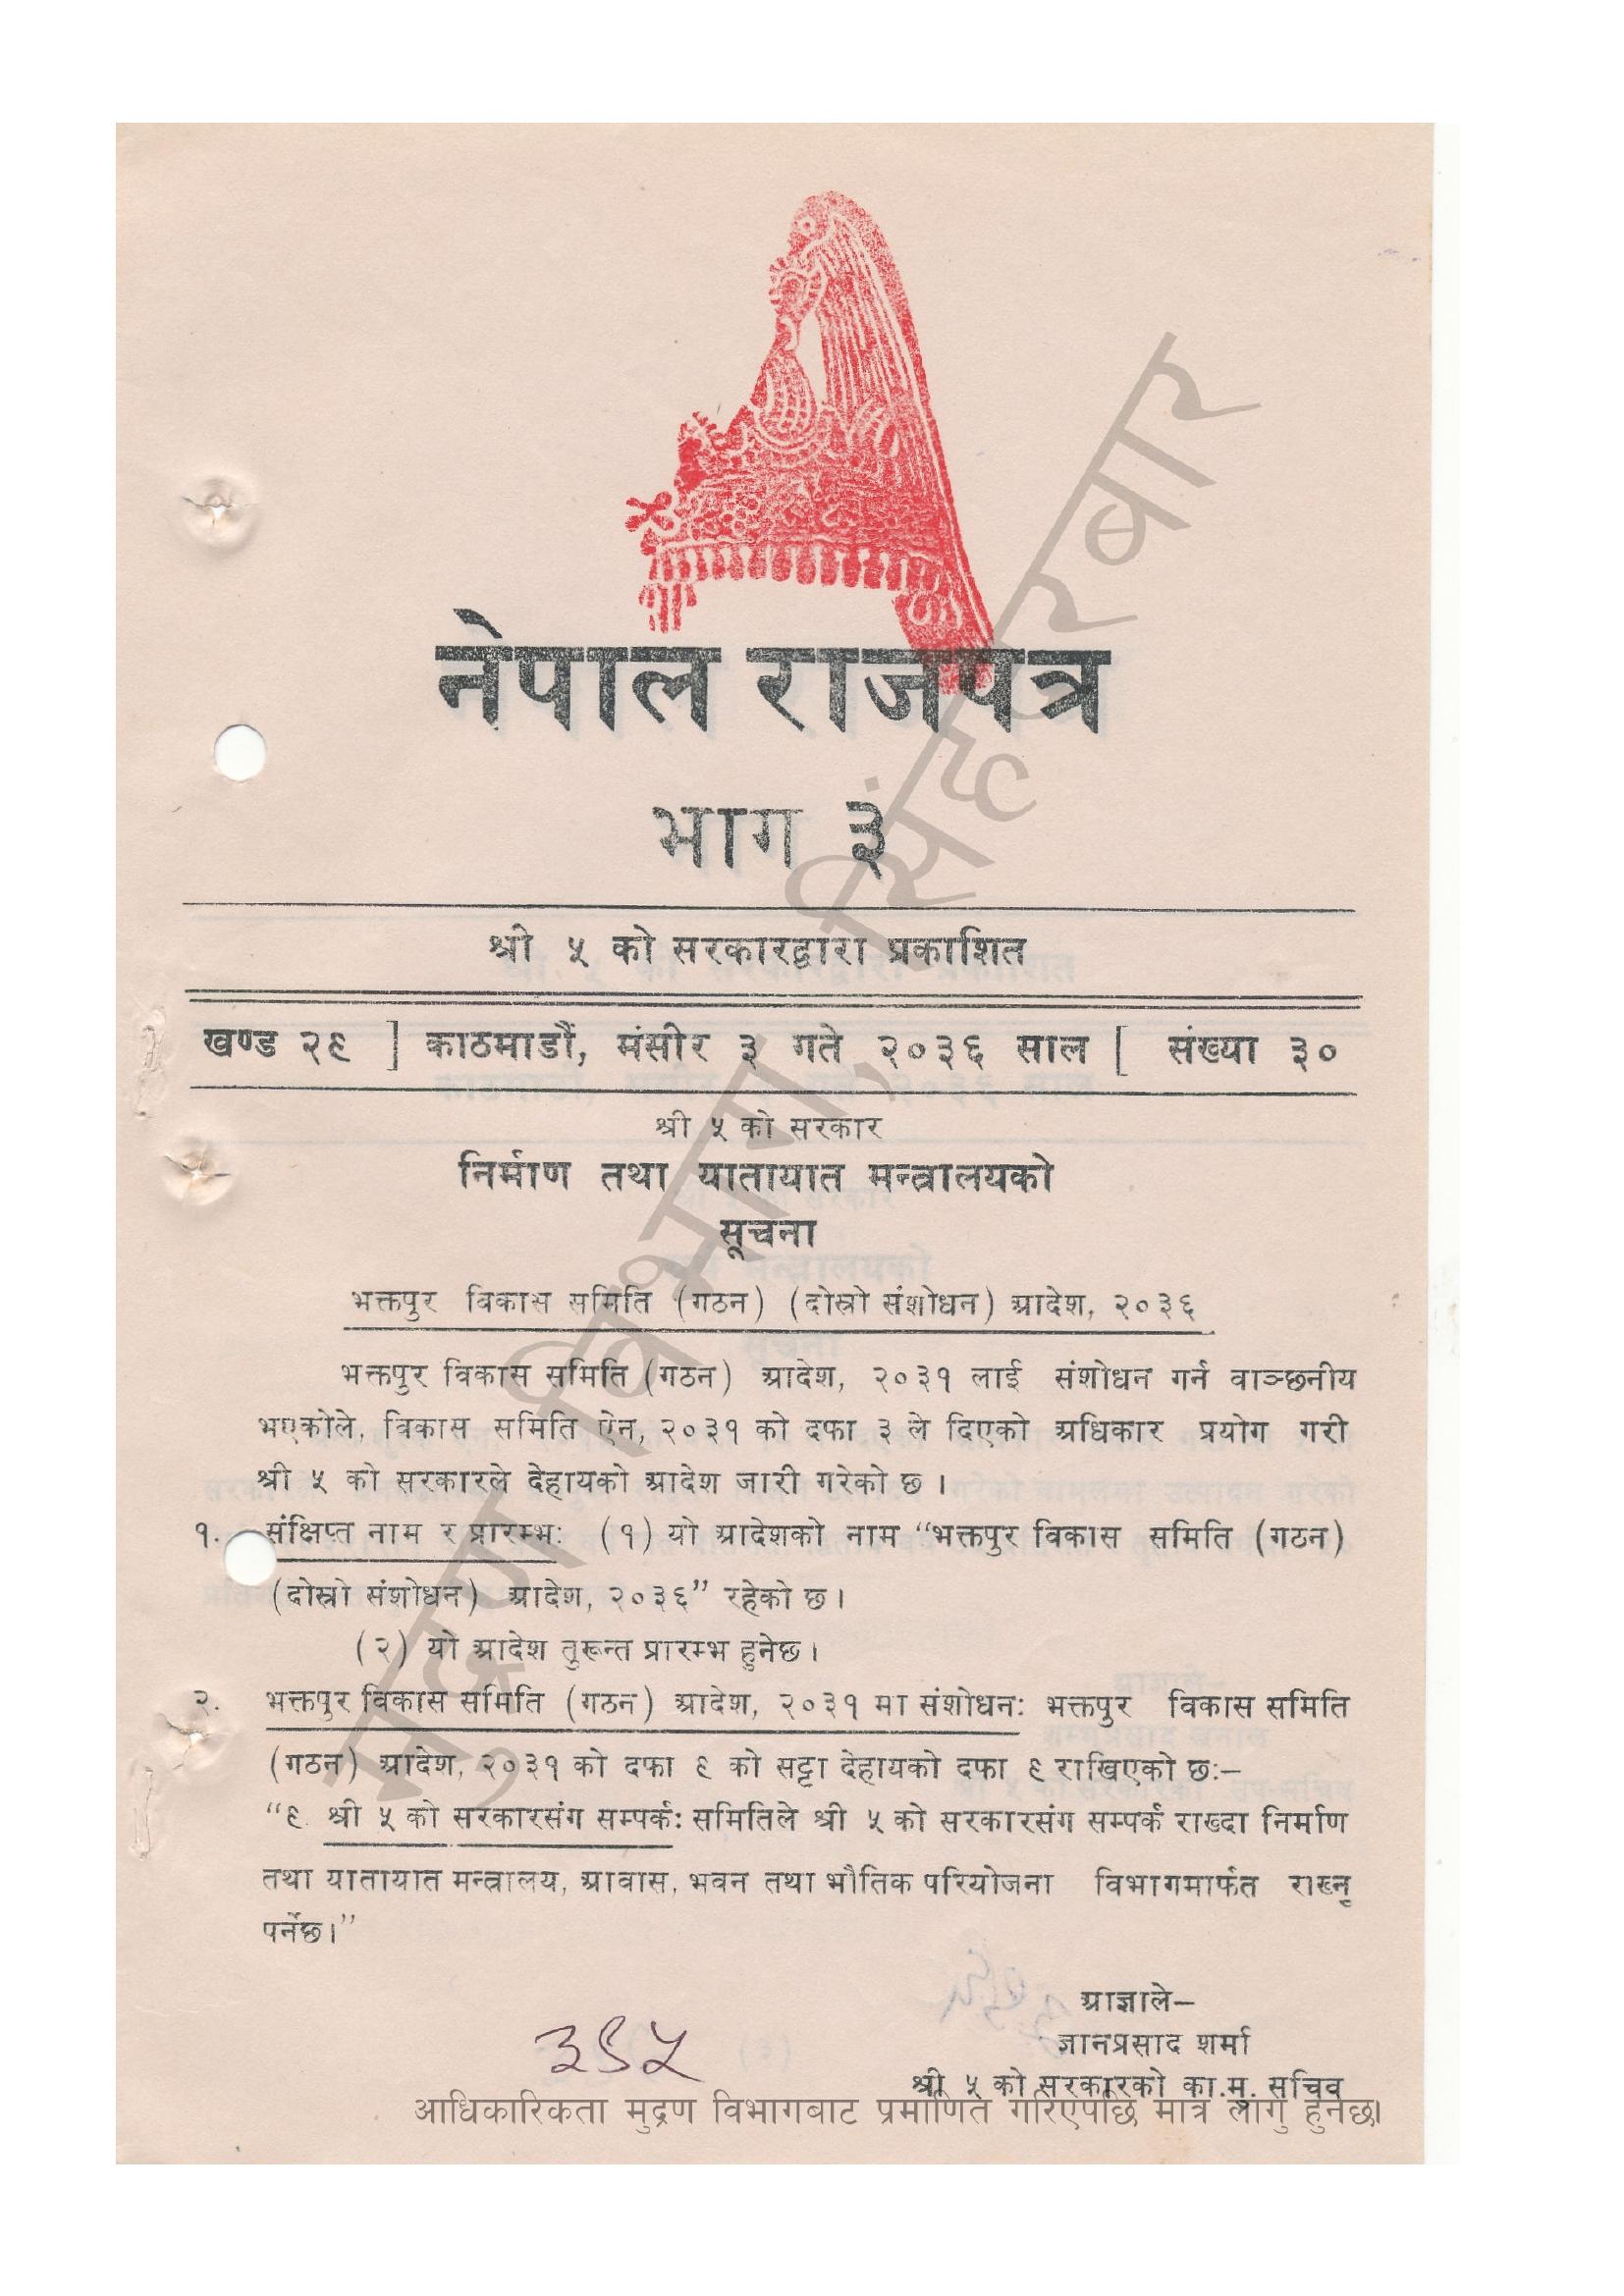 नेपाल राजपत्र
भाग ३
श्री ५ को सरकारद्वारा प्रकाशित
खण्ड २९ ] काठमाडौं, मंसीर ३ गते २०३६ साल [ संख्या ३०
श्री ५ को सरकार
निर्माण तथा यातायात मन्त्रालयको
सूचना
भक्तपुर विकास समिति (गठन) (दोस्रो संशोधन) आदेश, २०३६
भक्तपुर विकास समिति (गठन) आदेश, २०३१ लाई संशोधन गर्न वाञ्छनीय
भएकोले, विकास समिति ऐन, २०३१ को दफा ३ ले दिएको अधिकार प्रयोग गरी
श्री ५ को सरकारले देहायको आदेश जारी गरेको छ ।
१. संक्षिप्त नाम र प्रारम्भः (१) यो आदेशको नाम “भक्तपुर विकास समिति (गठन)
(दोस्रो संशोधन) आदेश, २०३६” रहेको छ ।
(२) यो आदेश तुरून्त प्रारम्भ हुनेछ ।
२. भक्तपुर विकास समिति (गठन) आदेश, २०३१ मा संशोधनः भक्तपुर विकास समिति
(गठन) आदेश, २०३१ को दफा ९ को सट्टा देहायको दफा ९ राखिएको छः–
“९. श्री ५ को सरकारसंग सम्पर्कः समितिले श्री ५ को सरकारसंग सम्पर्क राख्दा निर्माण
तथा यातायात मन्त्रालय, आवास, भवन तथा भौतिक परियोजना विभागमार्फत राख्नु
पर्नेछ।”
आज्ञाले–
ज्ञानप्रसाद शर्मा
श्री ५ को सरकारको का.मु. सचिव
३९५
आधिकारिकता मुद्रण विभागबाट प्रमाणित गरिएपछि मात्र लागु हुनेछ।
मुद्रण विभाग, सिंहदरबार